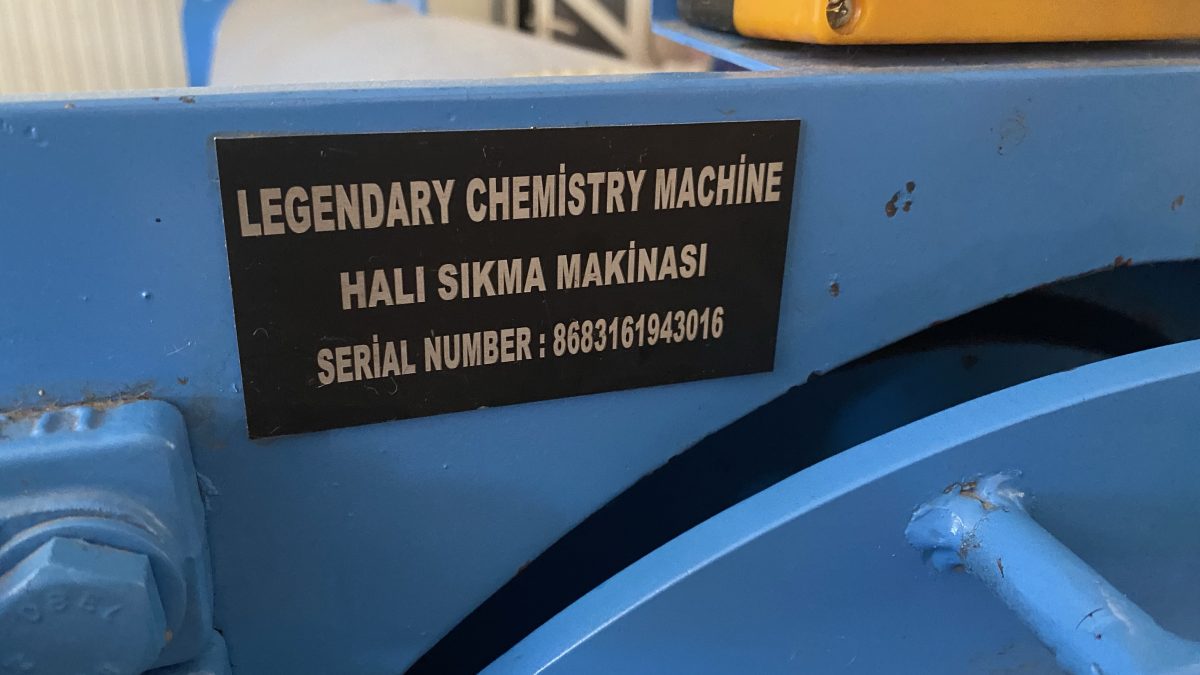 LEGENDARY CHEMİSTRY MACHİNE
HALI SIKMA MAKİNASI
SERİAL NUMBER : 8683161943016